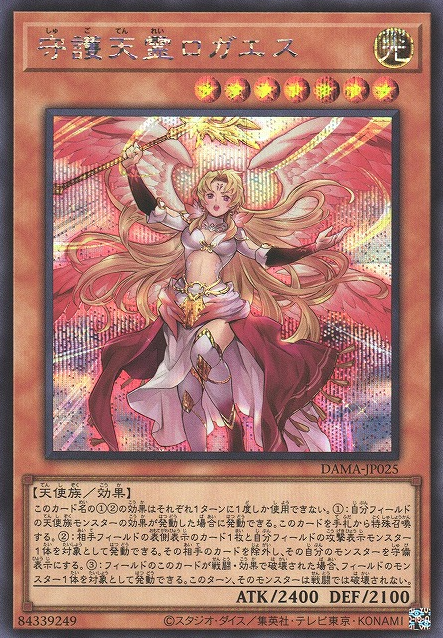 守護天霊ロガエス
光
DAMA-JP025
【天使族/効果】
このカード名の①②の効果はそれぞれ1ターンに1度しか使用できない。①：自分フィールド
の天使族モンスターの効果が発動した場合に発動できる。このカードを手札から特殊召喚
する。②：相手フィールドの表側表示のカード1枚と自分フィールドの攻撃表示モンスター
1体を対象として発動できる。その相手のカードを除外し、その自分のモンスターを守備
表示にする。③：フィールドのこのカードが戦闘・効果で破壊された場合、フィールドのモン
スター1体を対象として発動できる。このターン、そのモンスターは戦闘では破壊されない。
ATK/2400 DEF/2100
84339249 ©スタジオ・ダイス/集英社・テレビ東京・KONAMI